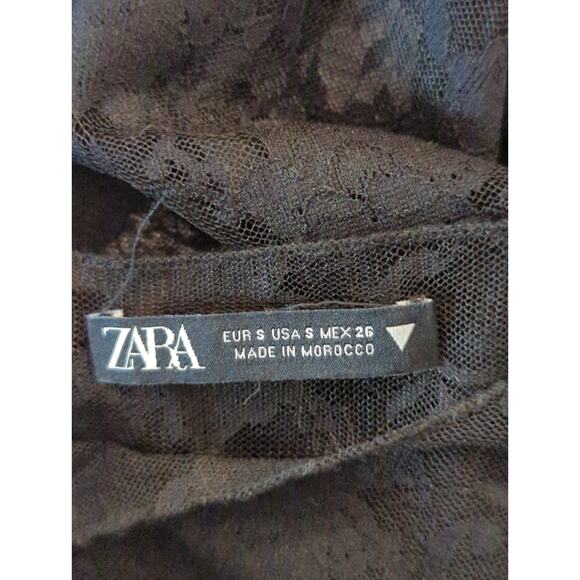 ZARA
EUR S USA S MEX 26
MADE IN MOROCCO